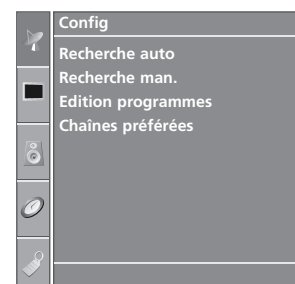 Config
Recherche auto
Recherche man.
Edition programmes
Chaînes préférées